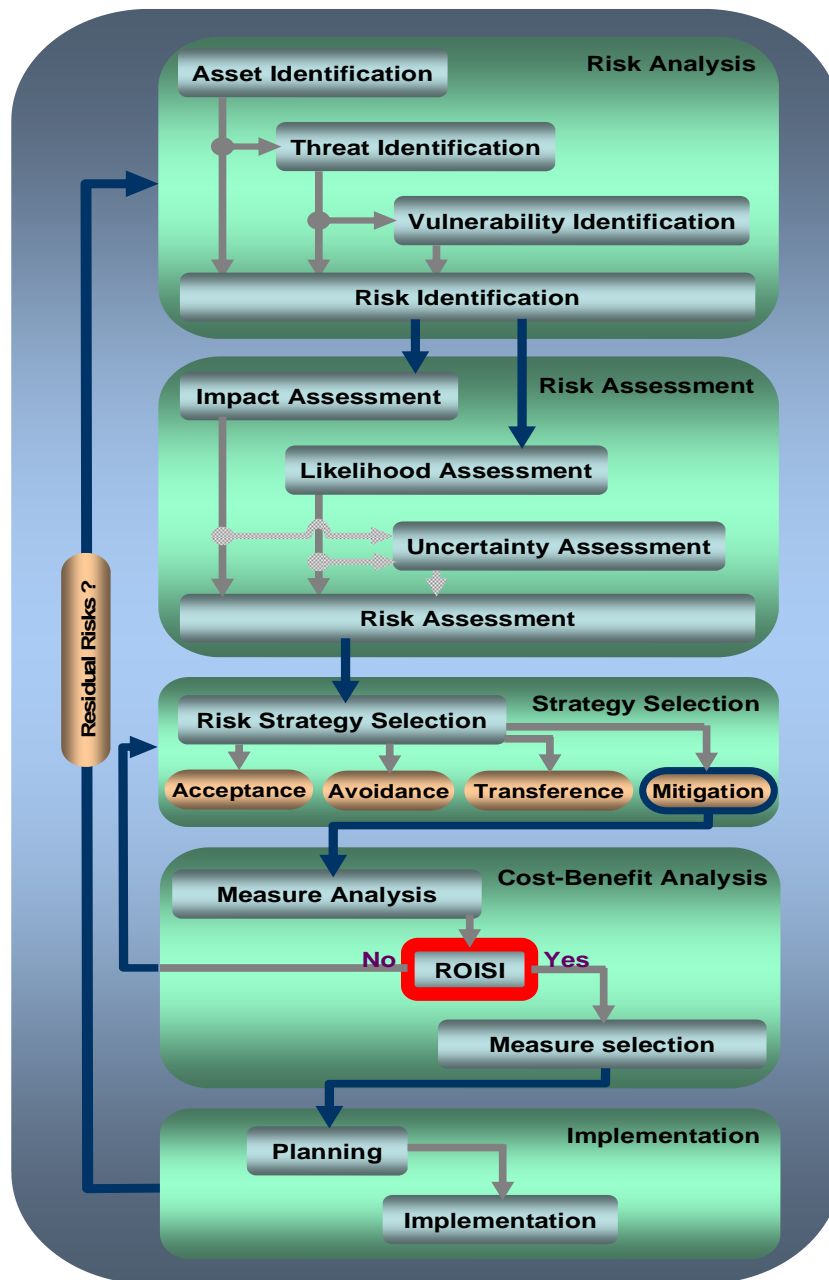 Risk Analysis
Asset Identification
Threat Identification
Vulnerability Identification
Risk Identification
Risk Assessment
Impact Assessment
Likelihood Assessment
Uncertainty Assessment
Risk Assessment
Residual Risks ?
Strategy Selection
Risk Strategy Selection
Acceptance
Avoidance
Transference
Mitigation
Cost-Benefit Analysis
Measure Analysis
No
ROISI
Yes
Measure selection
Implementation
Planning
Implementation